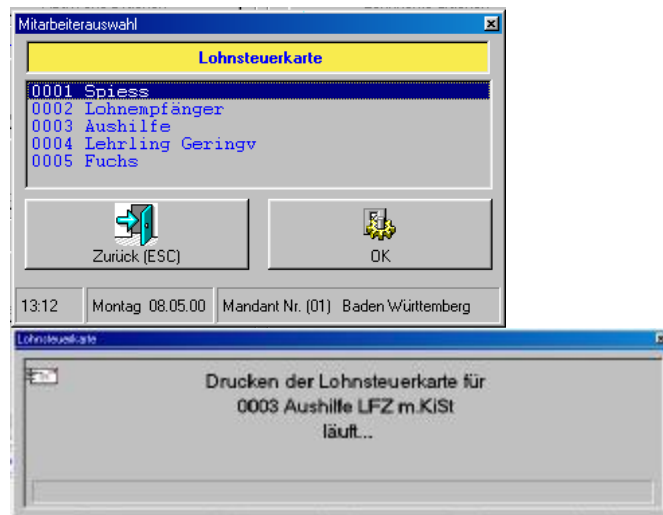 Mitarbeiterauswahl
Lohnsteuerkarte
0001 Spiess
0002 Lohnempfänger
0003 Aushilfe
0004 Lehrling Geringv
0005 Fuchs
Zurück (ESC)
OK
13:12 Montag 08.05.00 Mandant Nr. (01) Baden Württemberg
Lohnsteuerkarte
Drucken der Lohnsteuerkarte für
0003 Aushilfe LFZ m.KiSt
läuft...